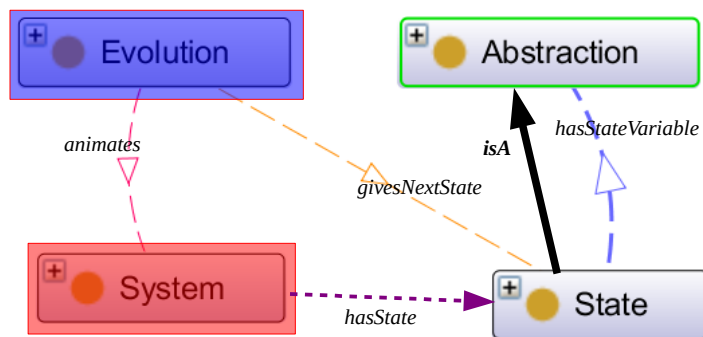 Evolution
Abstraction
animates
isA
hasStateVariable
givesNextState
System
hasState
State